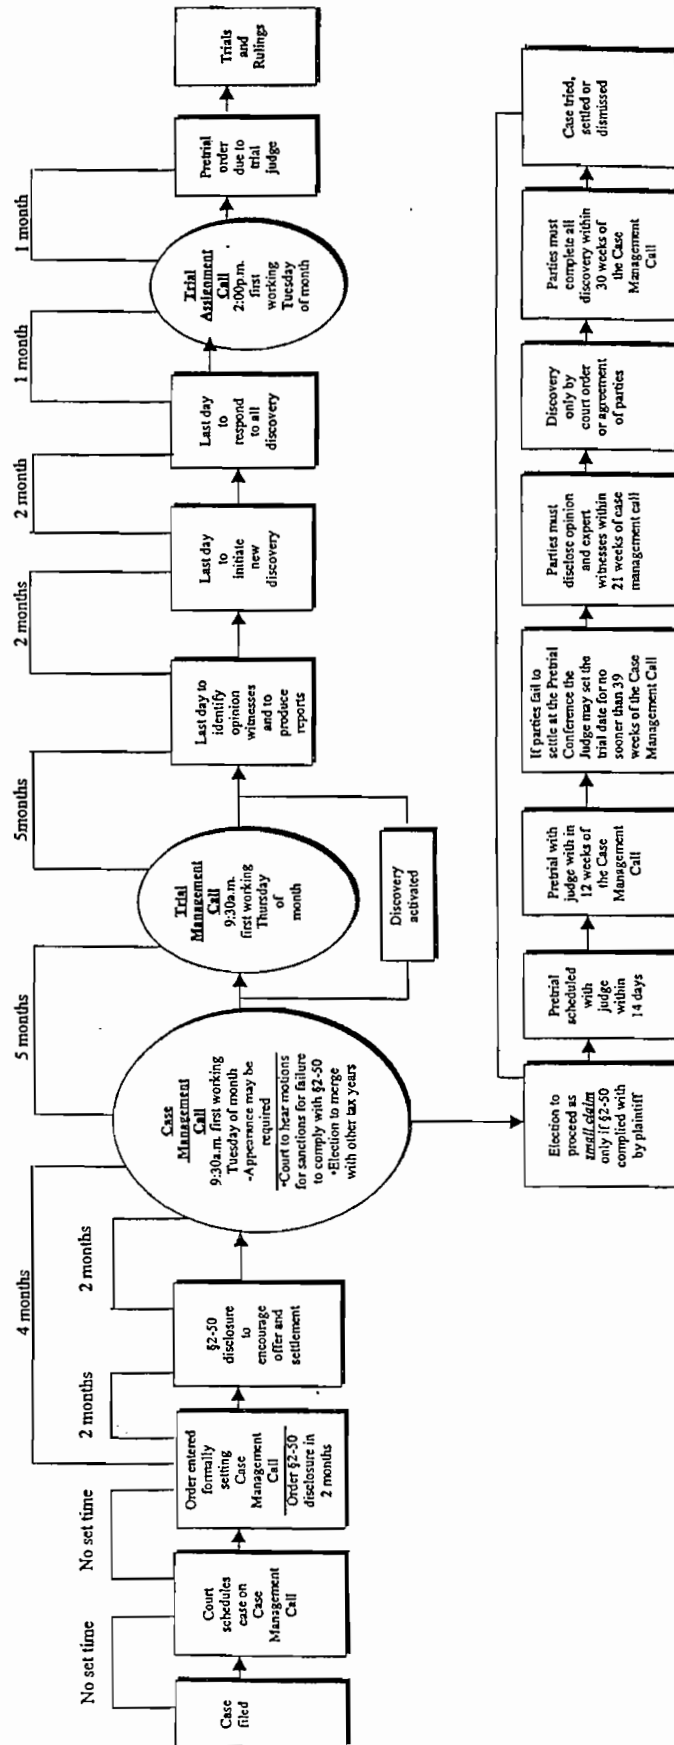 No set time
No set time
2 months
2 months
4 months
5 months
5months
2 months
2 month
1 month
1 month
Case
filed
Court
schedules
case on
Case
Management
Call
Order entered
formally
setting
Case
Management
Call
Order §2-50
disclosure in
2 months
§2-50
disclosure
to
encourage
offer and
settlement
Case
Management
Call
9:30a.m. first working
Tuesday of month
-Appearance may be
required
•Court to hear motions
for sanctions for failure
to comply with §2-50
•Election to merge
with other tax years
Trial
Management
Call
9:30a.m.
first working
Thursday
of
month
Discovery
activated
Last day to
identify
opinion
witnesses
and to
produce
reports
Last day
to
initiate
new
discovery
Last day
to
respond
to all
discovery
Trial
Assignment
Call
2:00p.m.
first
working
Tuesday
of month
Pretrial
order
due to
trial
judge
Trials
and
Rulings
Election to
proceed as
small claim
only if §2-50
complied with
by plaintiff
Pretrial
scheduled
with
judge within
14 days
Pretrial with
judge with in
12 weeks of
the Case
Management
Call
If parties fail to
settle at the Pretrial
Conference the
Judge may set the
trial date for no
sooner than 39
weeks of the Case
Management Call
Parties must
disclose opinion
and expert
witnesses within
21 weeks of case
management call
Discovery
only by
court order
or agreement
of parties
Parties must
complete all
discovery within
30 weeks of
the Case
Management
Call
Case tried,
settled or
dismissed